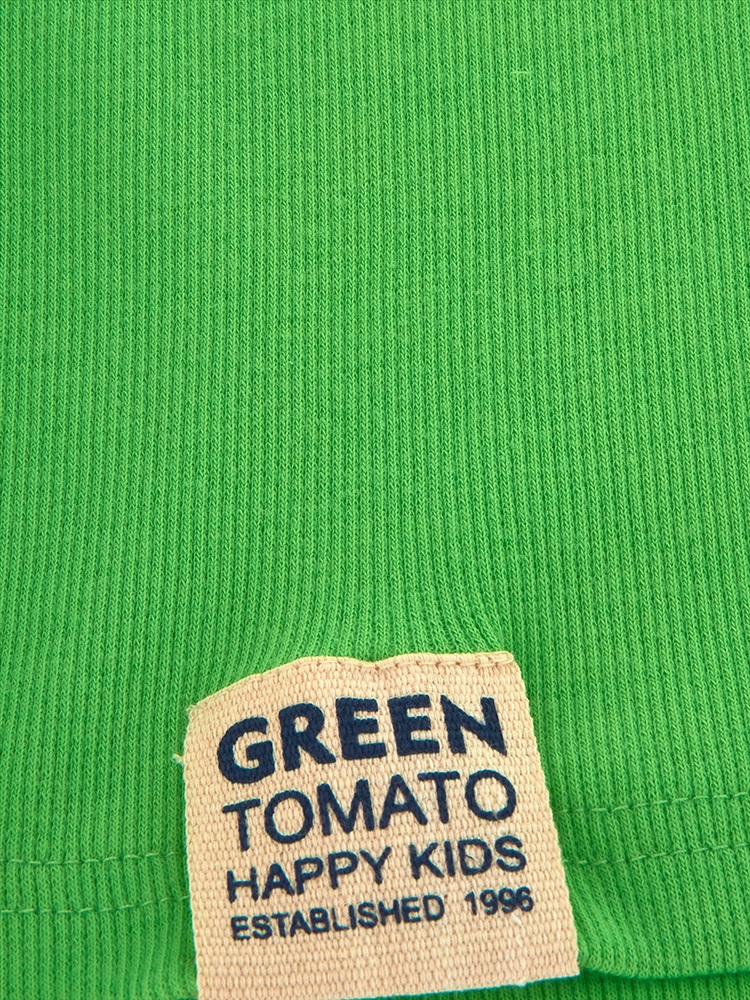 GREEN
TOMATO
HAPPY KIDS
ESTABLISHED 1996